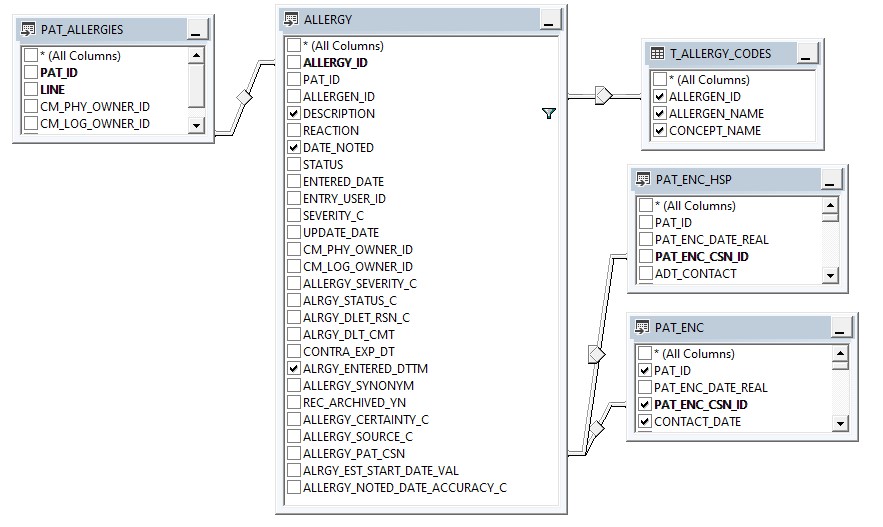 PAT_ALLERGIES
* (All Columns)
PAT_ID
LINE
CM_PHY_OWNER_ID
CM_LOG_OWNER_ID
ALLERGY
* (All Columns)
ALLERGY_ID
PAT_ID
ALLERGEN_ID
DESCRIPTION
REACTION
DATE_NOTED
STATUS
ENTERED_DATE
ENTRY_USER_ID
SEVERITY_C
UPDATE_DATE
CM_PHY_OWNER_ID
CM_LOG_OWNER_ID
ALLERGY_SEVERITY_C
ALRGY_STATUS_C
ALRGY_DLET_RSN_C
ALRGY_DLT_CMT
CONTRA_EXP_DT
ALRGY_ENTERED_DTTM
ALLERGY_SYNONYM
REC_ARCHIVED_YN
ALLERGY_CERTAINTY_C
ALLERGY_SOURCE_C
ALLERGY_PAT_CSN
ALRGY_EST_START_DATE_VAL
ALLERGY_NOTED_DATE_ACCURACY_C
T_ALLERGY_CODES
* (All Columns)
ALLERGEN_ID
ALLERGEN_NAME
CONCEPT_NAME
PAT_ENC_HSP
* (All Columns)
PAT_ID
PAT_ENC_DATE_REAL
PAT_ENC_CSN_ID
ADT_CONTACT
PAT_ENC
* (All Columns)
PAT_ID
PAT_ENC_DATE_REAL
PAT_ENC_CSN_ID
CONTACT_DATE